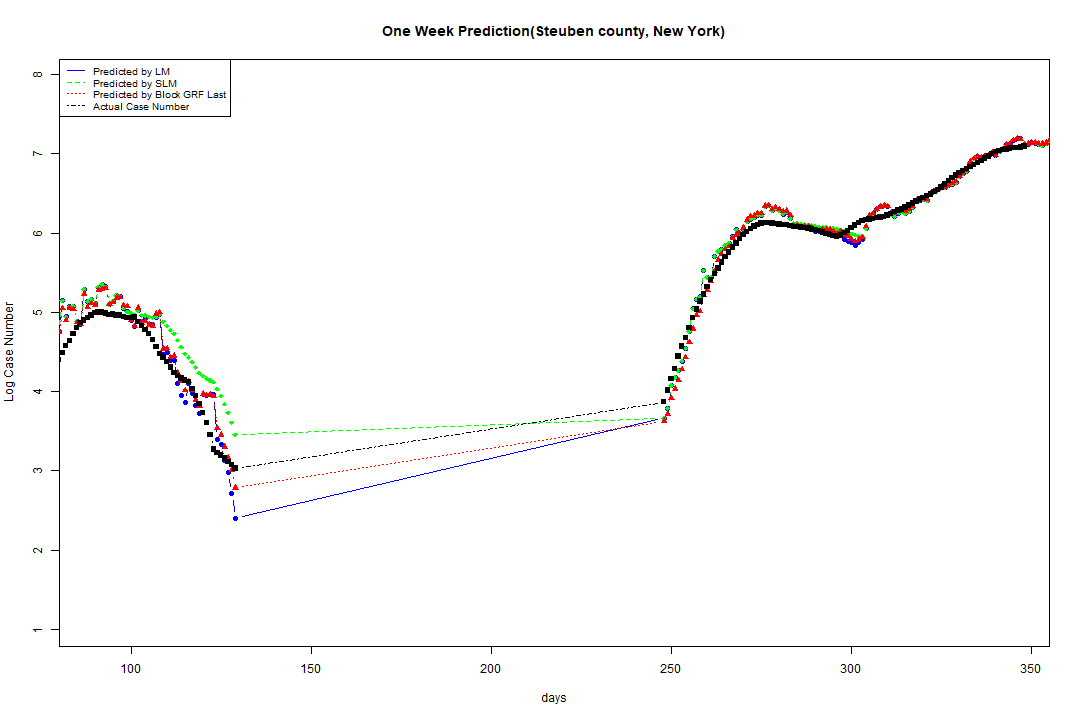 One Week Prediction(Steuben county, New York)
Predicted by LM
Predicted by SLM
Predicted by Block GRF Last
Actual Case Number
8
7
6
5
4
3
2
1
Log Case Number
100 150 200 250 300 350
days